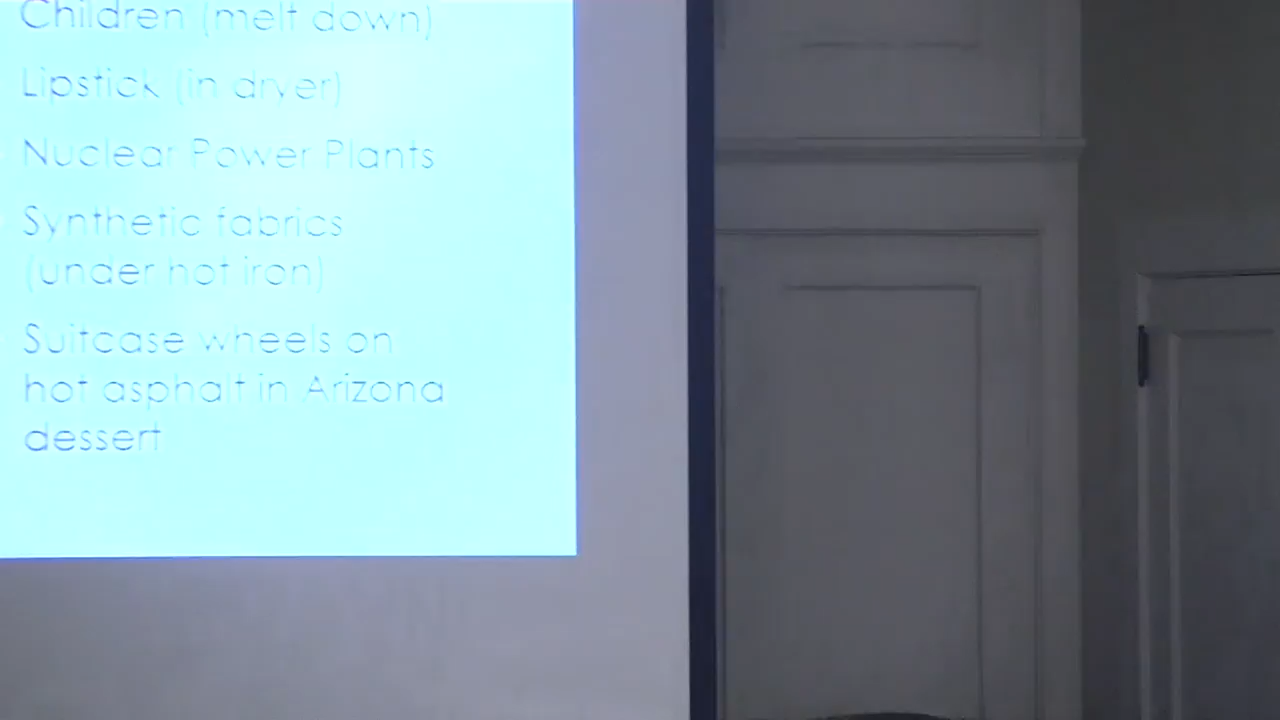 Children (melt down)
Lipstick (in dryer)
Nuclear Power Plants
Synthetic fabrics
(under hot iron)
Suitcase wheels on
hot asphalt in Arizona
dessert